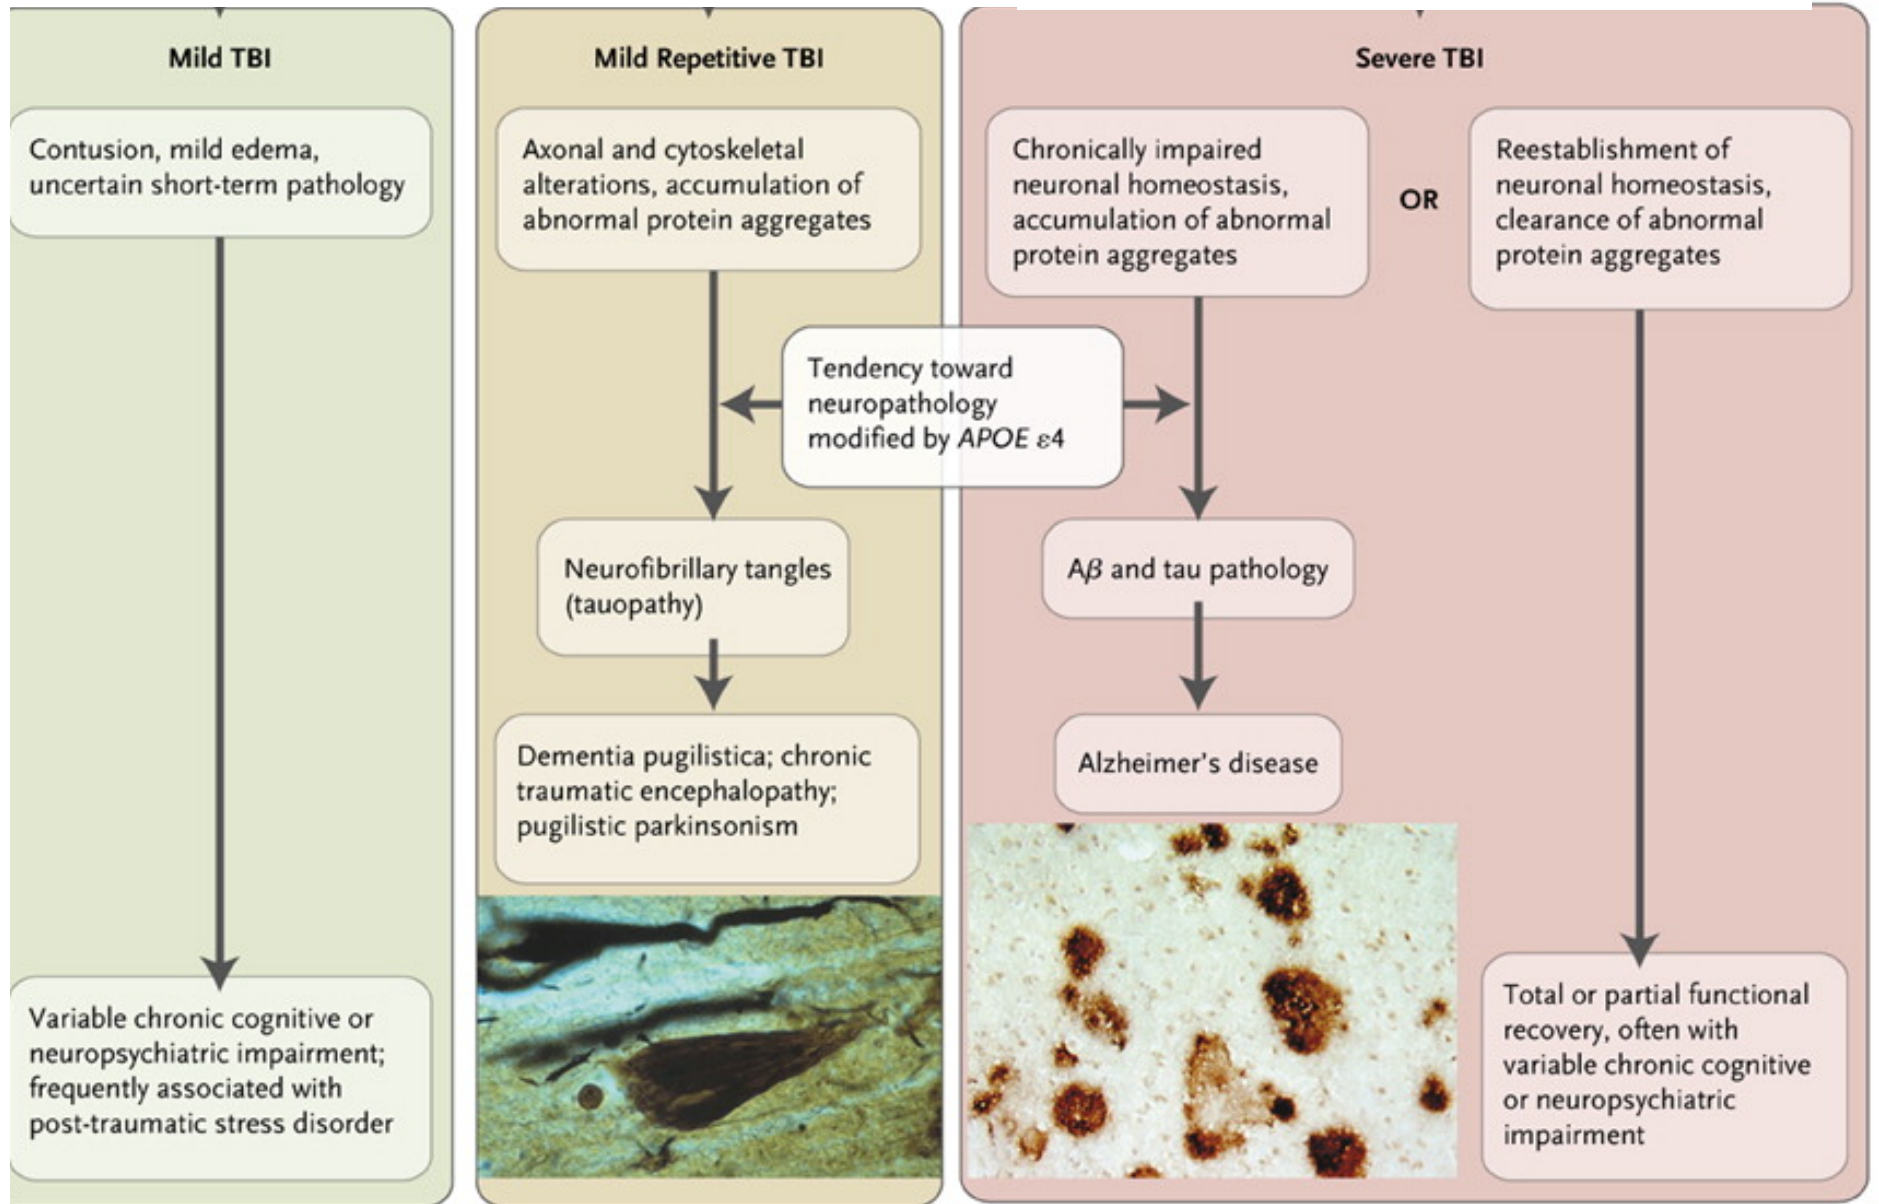 Mild TBI
Contusion, mild edema,
uncertain short-term pathology
Variable chronic cognitive or
neuropsychiatric impairment;
frequently associated with
post-traumatic stress disorder
Mild Repetitive TBI
Axonal and cytoskeletal
alterations, accumulation of
abnormal protein aggregates
Tendency toward
neuropathology
modified by APOE ε4
Neurofibrillary tangles
(tauopathy)
Dementia pugilistica; chronic
traumatic encephalopathy;
pugilistic parkinsonism
Severe TBI
Chronically impaired
neuronal homeostasis,
accumulation of abnormal
protein aggregates
OR
Reestablishment of
neuronal homeostasis,
clearance of abnormal
protein aggregates
Aβ and tau pathology
Alzheimer's disease
Total or partial functional
recovery, often with
variable chronic cognitive
or neuropsychiatric
impairment